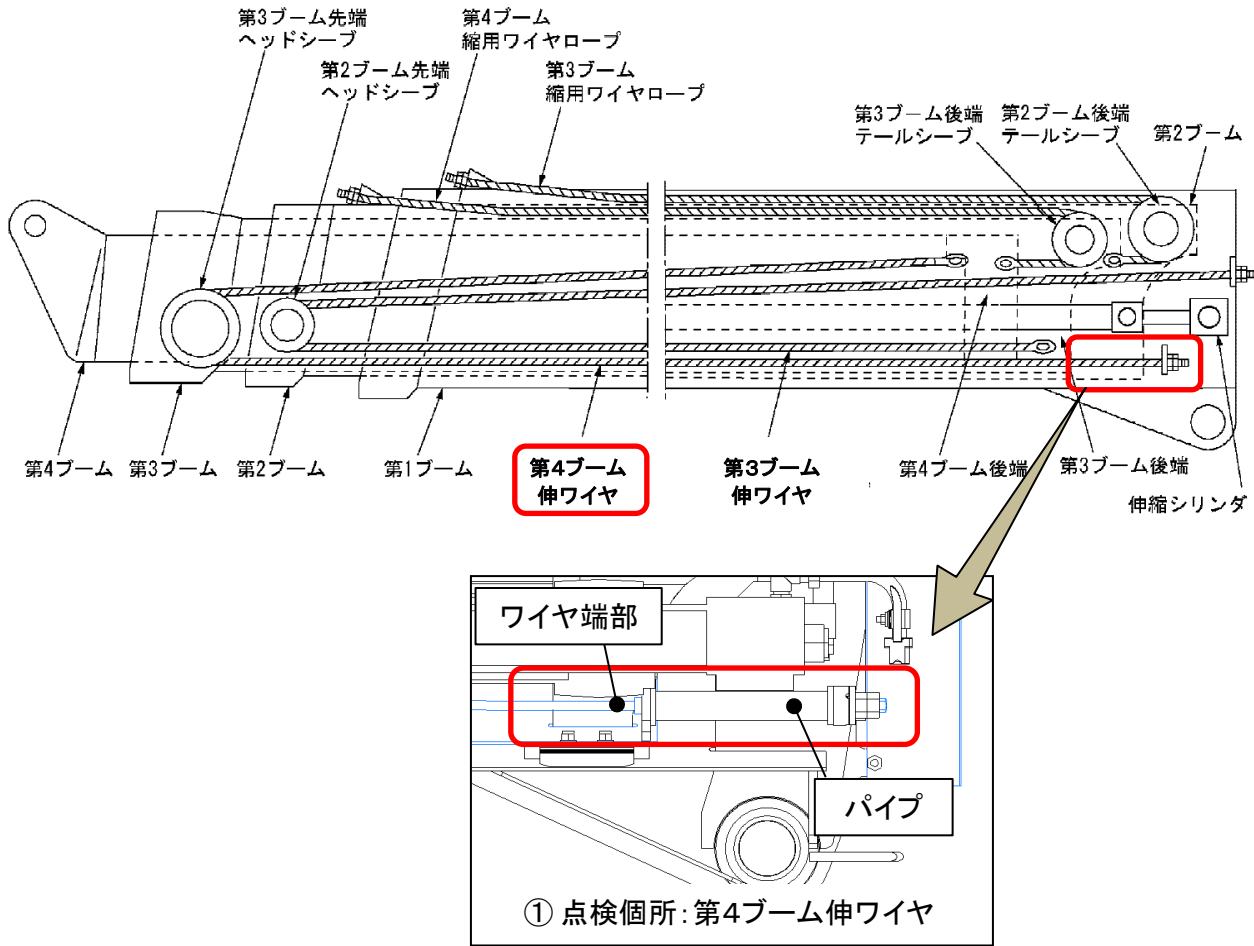 第3ブーム先端
ヘッドシーブ
第4ブーム
縮用ワイヤロープ
第2ブーム先端
ヘッドシーブ
第3ブーム
縮用ワイヤロープ
第3ブーム後端
テールシーブ
第2ブーム後端
テールシーブ
第2ブーム
第4ブーム
第3ブーム
第2ブーム
第1ブーム
第4ブーム
伸ワイヤ
第3ブーム
伸ワイヤ
第4ブーム後端
第3ブーム後端
伸縮シリンダ
ワイヤ端部
パイプ
① 点検個所:第4ブーム伸ワイヤ